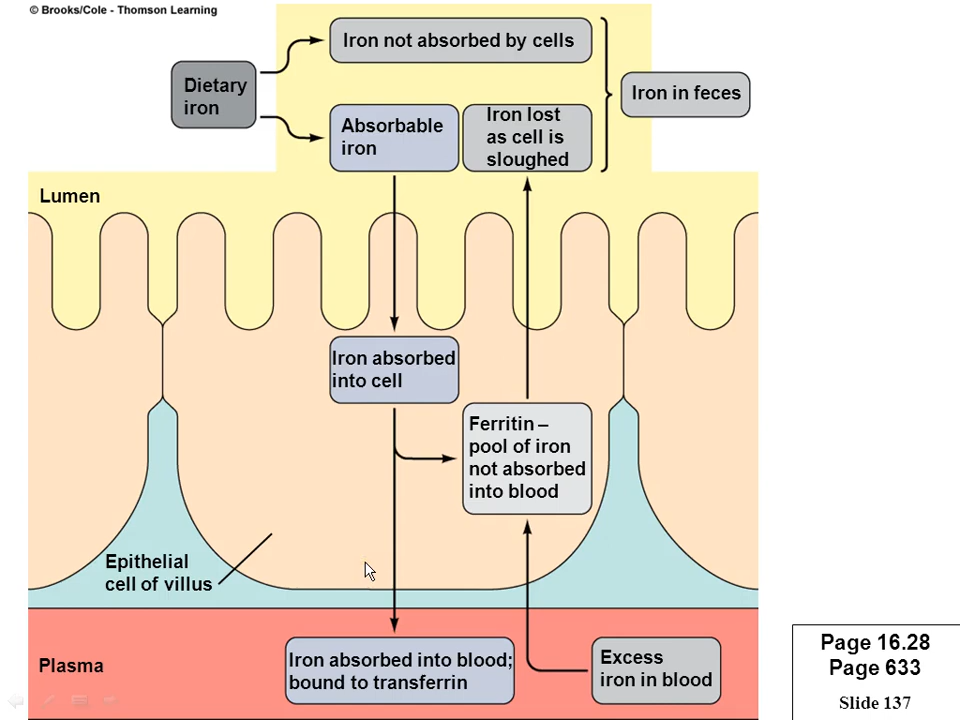 © Brooks/Cole - Thomson Learning
Iron not absorbed by cells
Dietary
iron
Iron in feces
Absorbable
iron
Iron lost
as cell is
sloughed
Lumen
Iron absorbed
into cell
Ferritin –
pool of iron
not absorbed
into blood
Epithelial
cell of villus
Plasma
Iron absorbed into blood;
bound to transferrin
Excess
iron in blood
Page 16.28
Page 633
Slide 137